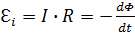 Ɛᵢ = I · R = −dΦ/dt